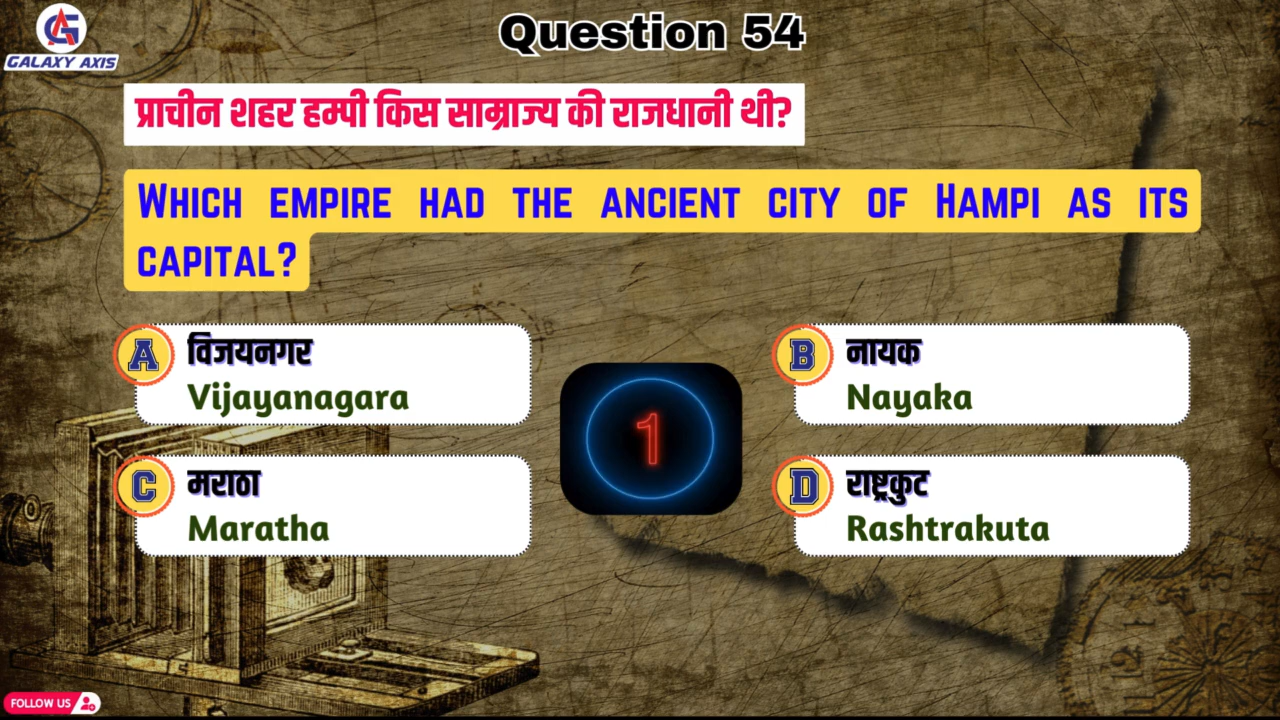 GALAXY AXIS
Question 54
प्राचीन शहर हम्पी किस साम्राज्य की राजधानी थी?
WHICH EMPIRE HAD THE ANCIENT CITY OF HAMPI AS ITS
CAPITAL?
A
विजयनगर
Vijayanagara
B
नायक
Nayaka
1
C
मराठा
Maratha
D
राष्ट्रकुट
Rashtrakuta
FOLLOW US